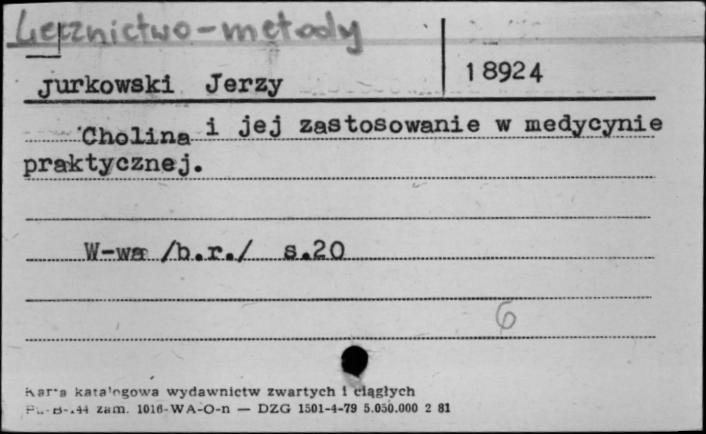 Lecznictwo-metody
Jurkowski Jerzy 18924
Cholina i jej zastosowanie w medycynie
praktycznej.
W-wa /b.r./ s.20
6
Karta katalogowa wydawnictw zwartych i ciągłych
zam. 1016-WA-O-n — DZG 1501-4-79 5.050.000 2 81